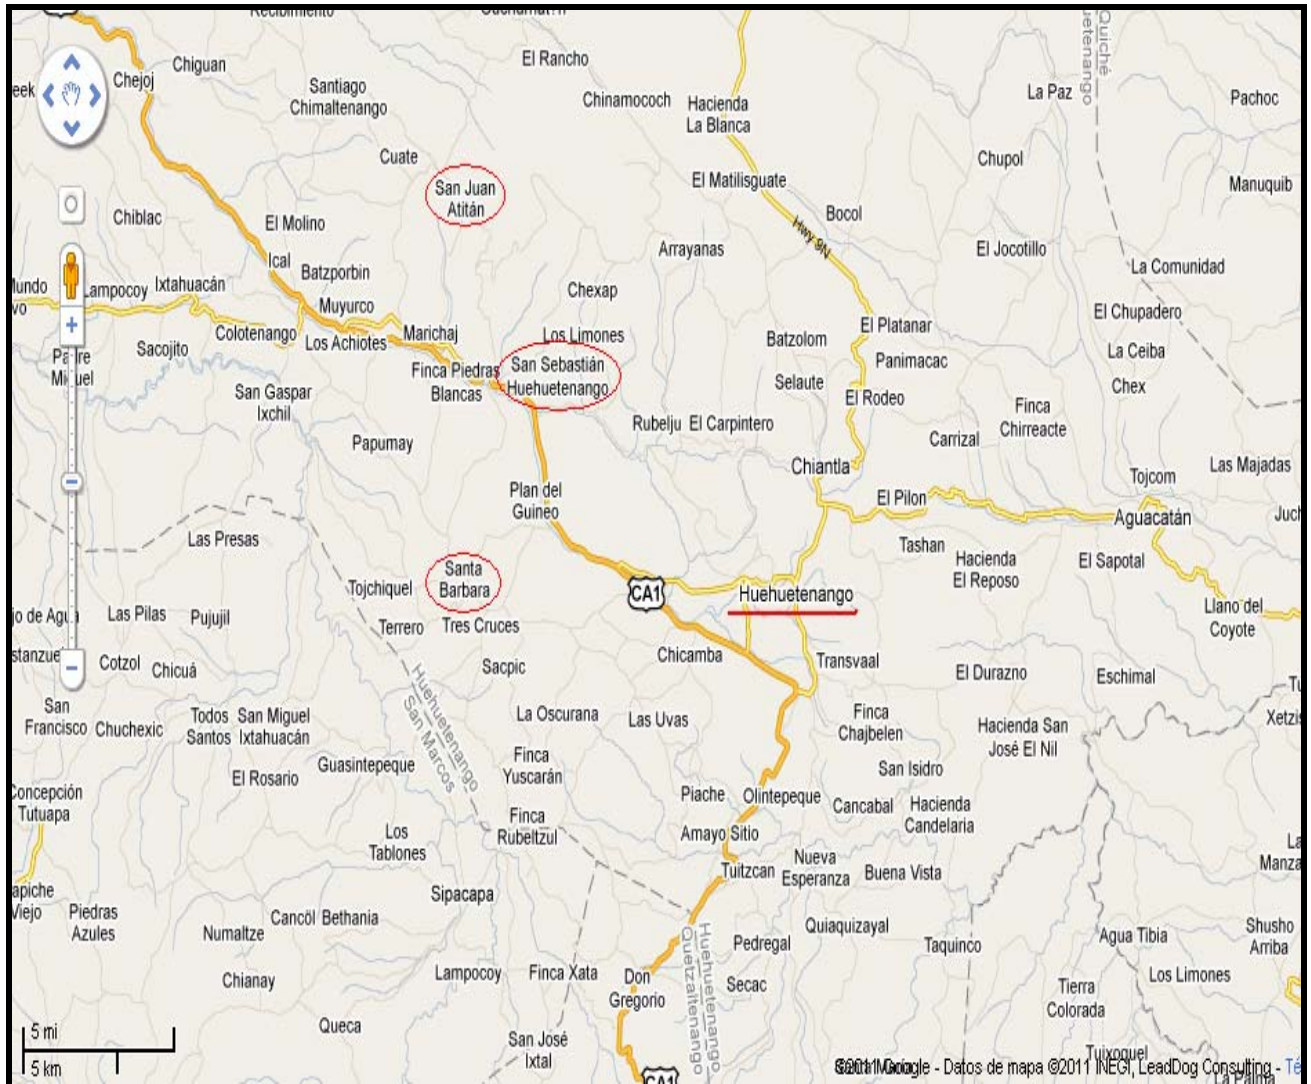 Recibimiento
El Rancho
Chiguan
Chejoj
Santiago
Chimaltenango
Chinamococh
Hacienda
La Blanca
La Paz
Pachoc
Quiché
Cuate
Chupol
San Juan
Atitán
El Matilisguate
Manuquib
Chiblac
El Molino
Bocol
Hwy 9N
Arrayanas
El Jocotillo
Ical
Batzporbin
La Comunidad
Lampocoy
Ixtahuacán
Chexap
Muyurco
El Chupadero
Colotenango
Los Achiotes
Marichaj
Los Limones
El Platanar
Batzolom
Sacojito
Panimacac
La Ceiba
San Sebastián
Huehuetenango
Finca Piedras
Blancas
San Gaspar
Ixchil
Selaute
Chex
El Rodeo
Finca
Chirreacte
Rubelju
El Carpintero
Papumay
Carrizal
Chiantla
Las Majadas
Tojcom
Plan del
Guineo
El Pilon
Aguacatán
Las Presas
Tashan
Hacienda
El Reposo
El Sapotal
Santa
Barbara
Tojchiquel
CA1
Huehuetenango
Las Pilas
Pujujil
Llano del
Coyote
Terrero
Tres Cruces
Cotzol
Chicuá
Sacpic
Chicamba
Transvaal
El Durazno
Eschimal
Huehuetenango
San Marcos
San
Francisco
Chuchexic
Todos
Santos
San Miguel
Ixtahuacán
La Oscurana
Las Uvas
Finca
Chajbelen
Hacienda San
José El Nil
Guasintepeque
Finca
Yuscarán
El Rosario
San Isidro
Concepción
Tutuapa
Piache
Olintepeque
Cancabal
Hacienda
Candelaria
Finca
Rubeltzul
Los
Tablones
Amayo Sitio
Nueva
Esperanza
Tuitzcan
Buena Vista
Sipacapa
Piedras
Azules
Cancöl
Bethania
Numaltze
Quiaquizayal
Shusho
Arriba
Agua Tibia
Pedregal
Taquinco
Huehuetenango
Quetzaltenango
Chianay
Lampocoy
Finca Xata
Don
Gregorio
Secac
Los Limones
Tierra
Colorada
Queca
San José
Ixtal
Tuixoquel
5 mi
5 km
CA1
- Datos de mapa ©2011 INEGI, LeadDog Consulting -